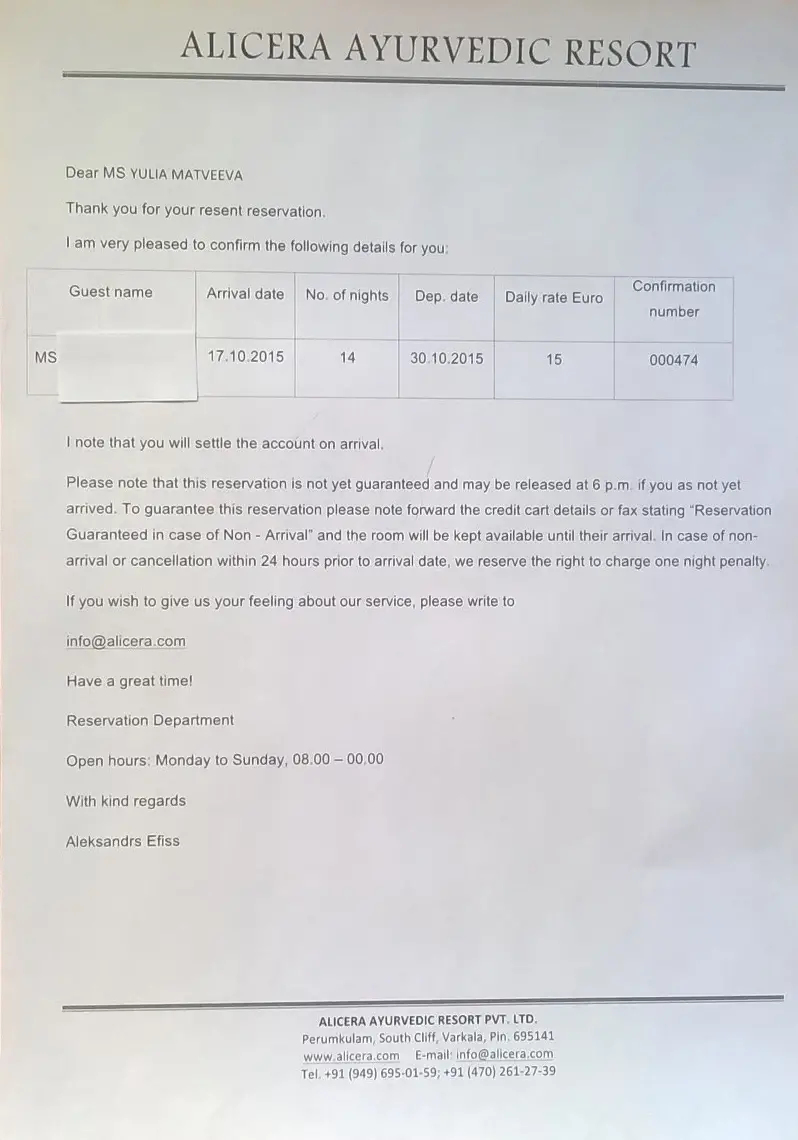 ALICERA AYURVEDIC RESORT
Dear MS YULIA MATVEEVA
Thank you for your resent reservation.
I am very pleased to confirm the following details for you:
Guest name Arrival date No. of nights Dep. date Daily rate Euro Confirmation number
MS 17.10.2015 14 30.10.2015 15 000474
I note that you will settle the account on arrival.
Please note that this reservation is not yet guaranteed and may be released at 6 p.m. if you as not yet
arrived. To guarantee this reservation please note forward the credit cart details or fax stating “Reservation
Guaranteed in case of Non - Arrival” and the room will be kept available until their arrival. In case of non-
arrival or cancellation within 24 hours prior to arrival date, we reserve the right to charge one night penalty.
If you wish to give us your feeling about our service, please write to
info@alicera.com
Have a great time!
Reservation Department
Open hours: Monday to Sunday, 08.00 – 00.00
With kind regards
Aleksandrs Efiss
ALICERA AYURVEDIC RESORT PVT. LTD.
Perumkulam, South Cliff, Varkala, Pin. 695141
www.alicera.com E-mail: info@alicera.com
Tel. +91 (949) 695-01-59; +91 (470) 261-27-39